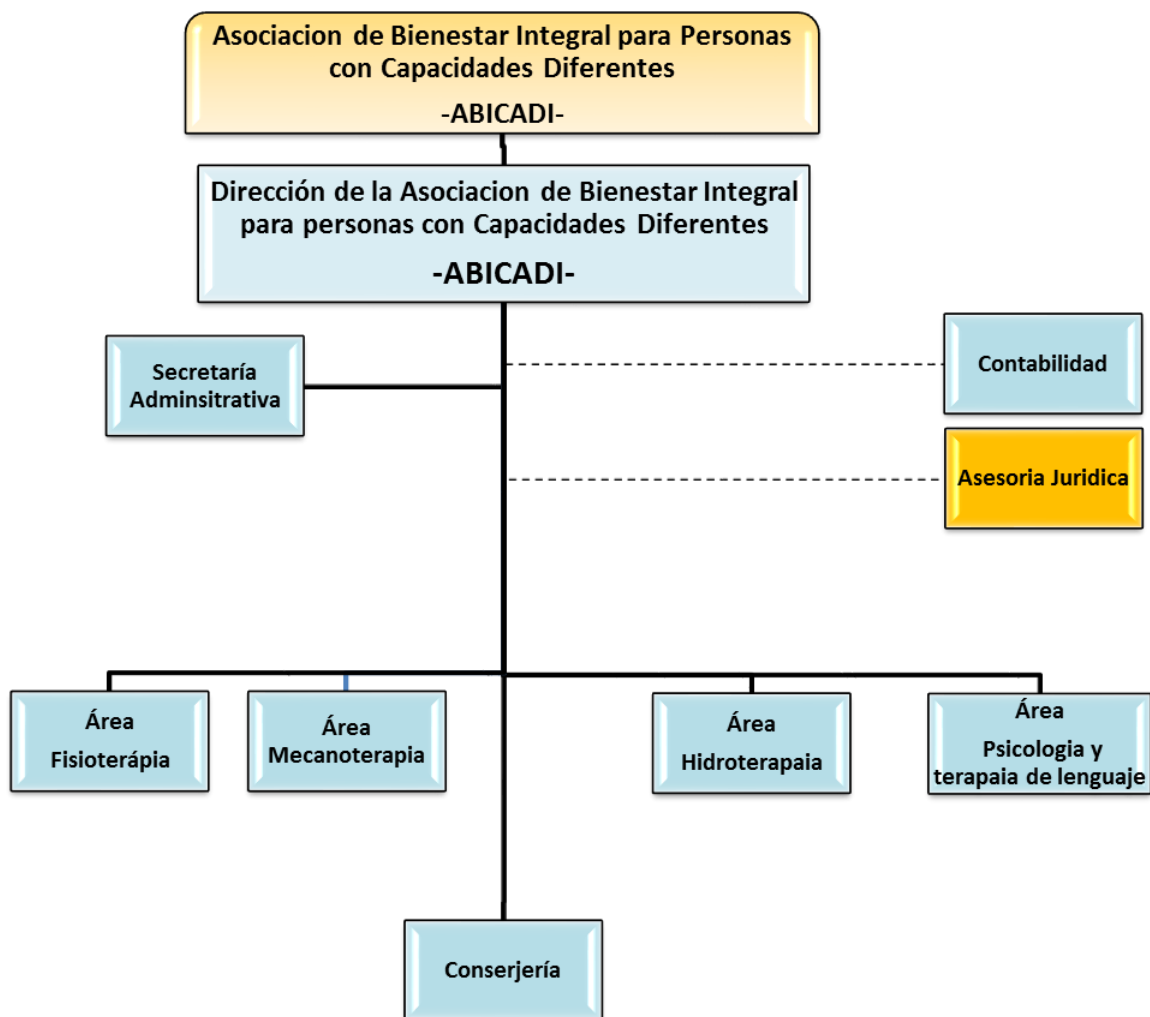 Asociacion de Bienestar Integral para Personas
con Capacidades Diferentes
-ABICADI-
Dirección de la Asociacion de Bienestar Integral
para personas con Capacidades Diferentes
-ABICADI-
Secretaría
Adminsitrativa
Contabilidad
Asesoria Juridica
Área
Fisioterápia
Área
Mecanoterapia
Área
Hidroterapaia
Área
Psicologia y
terapaia de lenguaje
Conserjería